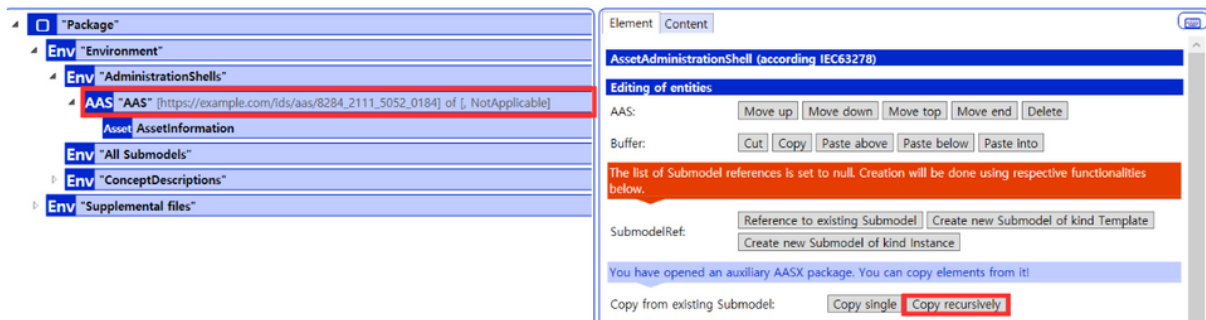 "Package"
Env "Environment"
Env "AdministrationShells"
AAS "AAS" [https://example.com/ids/aas/8284_2111_5052_0184] of [, NotApplicable]
Asset AssetInformation
Env "All Submodels"
Env "ConceptDescriptions"
Env "Supplemental files"
Element Content
AssetAdministrationShell (according IEC63278)
Editing of entities
AAS: Move up Move down Move top Move end Delete
Buffer: Cut Copy Paste above Paste below Paste into
The list of Submodel references is set to null. Creation will be done using respective functionalities
below.
SubmodelRef: Reference to existing Submodel Create new Submodel of kind Template
Create new Submodel of kind Instance
You have opened an auxiliary AASX package. You can copy elements from it!
Copy from existing Submodel: Copy single Copy recursively